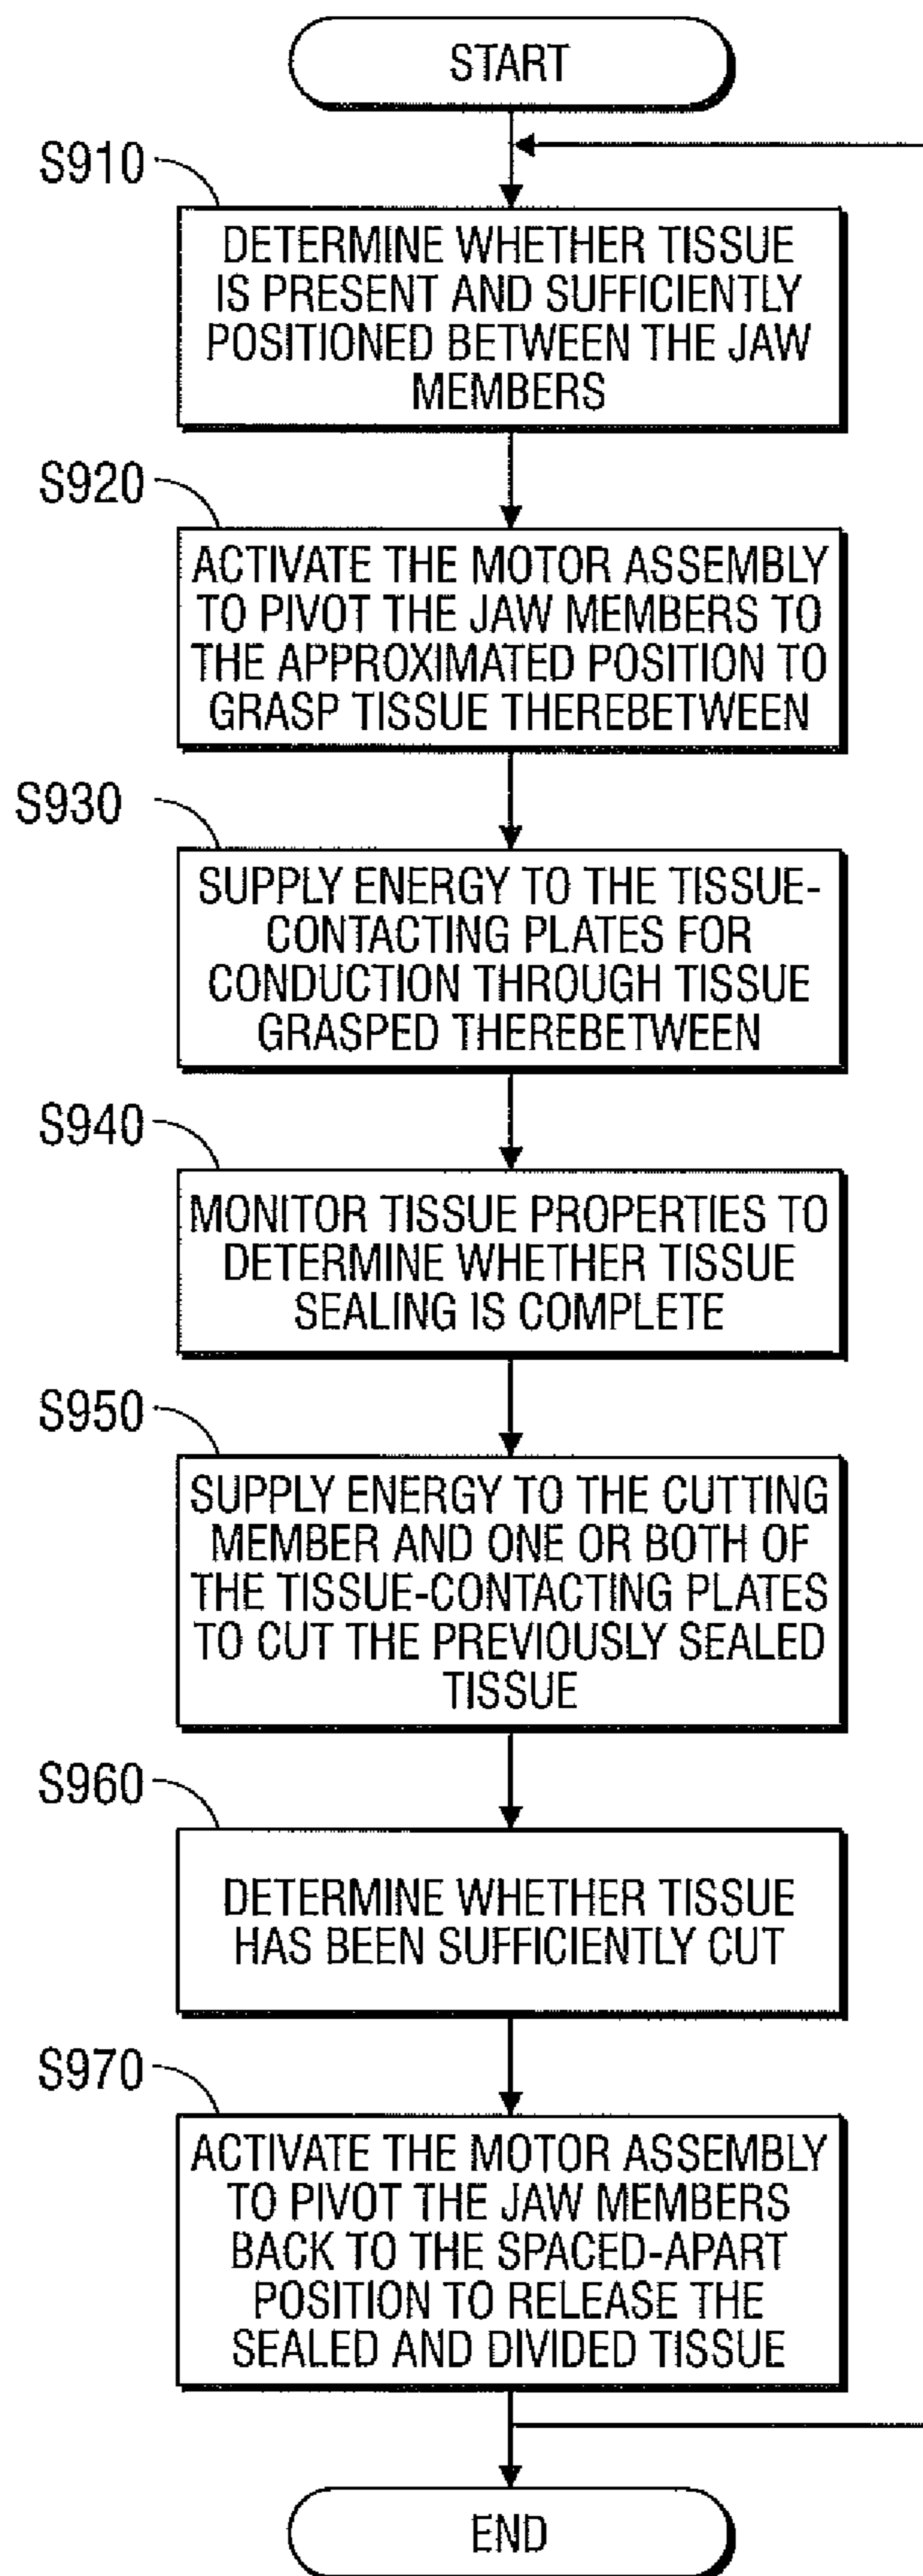 START
S910
DETERMINE WHETHER TISSUE
IS PRESENT AND SUFFICIENTLY
POSITIONED BETWEEN THE JAW
MEMBERS
S920
ACTIVATE THE MOTOR ASSEMBLY
TO PIVOT THE JAW MEMBERS TO
THE APPROXIMATED POSITION TO
GRASP TISSUE THEREBETWEEN
S930
SUPPLY ENERGY TO THE TISSUE-
CONTACTING PLATES FOR
CONDUCTION THROUGH TISSUE
GRASPED THEREBETWEEN
S940
MONITOR TISSUE PROPERTIES TO
DETERMINE WHETHER TISSUE
SEALING IS COMPLETE
S950
SUPPLY ENERGY TO THE CUTTING
MEMBER AND ONE OR BOTH OF
THE TISSUE-CONTACTING PLATES
TO CUT THE PREVIOUSLY SEALED
TISSUE
S960
DETERMINE WHETHER TISSUE
HAS BEEN SUFFICIENTLY CUT
S970
ACTIVATE THE MOTOR ASSEMBLY
TO PIVOT THE JAW MEMBERS
BACK TO THE SPACED-APART
POSITION TO RELEASE THE
SEALED AND DIVIDED TISSUE
END